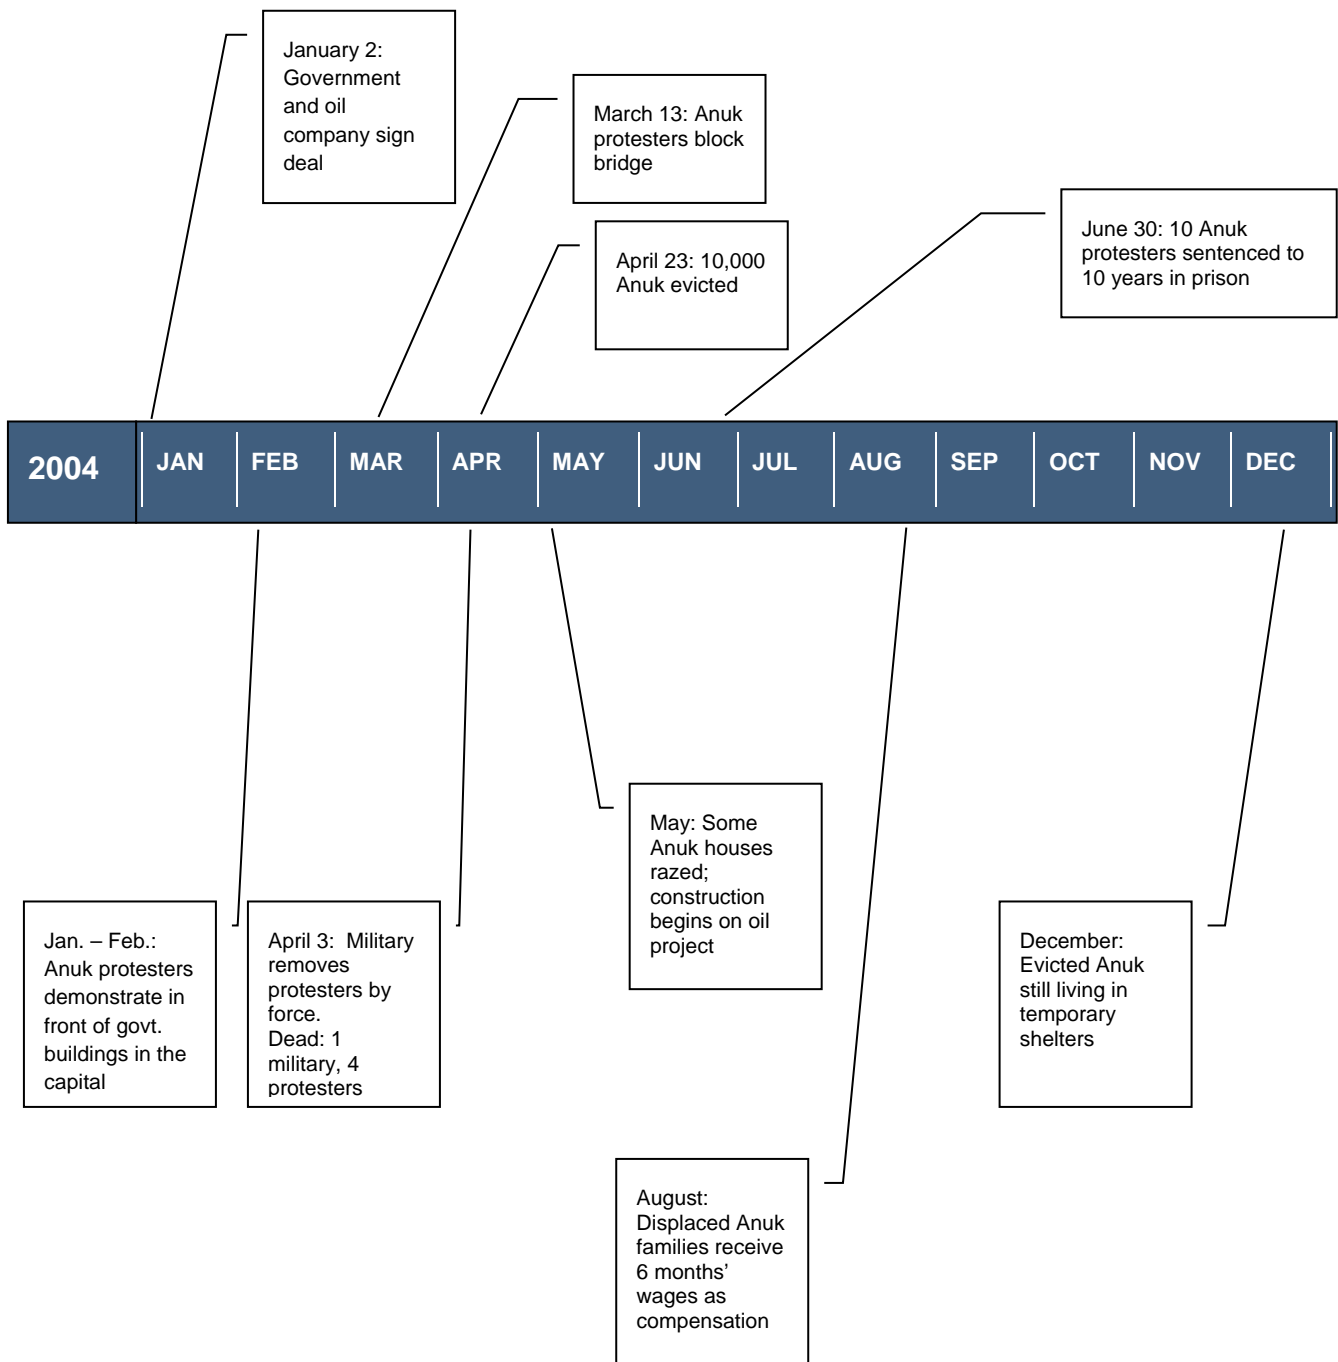 January 2:
Government
and oil
company sign
deal
March 13: Anuk
protesters block
bridge
April 23: 10,000
Anuk evicted
June 30: 10 Anuk
protesters sentenced to
10 years in prison
2004
JAN
FEB
MAR
APR
MAY
JUN
JUL
AUG
SEP
OCT
NOV
DEC
Jan. – Feb.:
Anuk protesters
demonstrate in
front of govt.
buildings in the
capital
April 3:  Military
removes
protesters by
force.
Dead: 1
military, 4
protesters
May: Some
Anuk houses
razed;
construction
begins on oil
project
August:
Displaced Anuk
families receive
6 months’
wages as
compensation
December:
Evicted Anuk
still living in
temporary
shelters